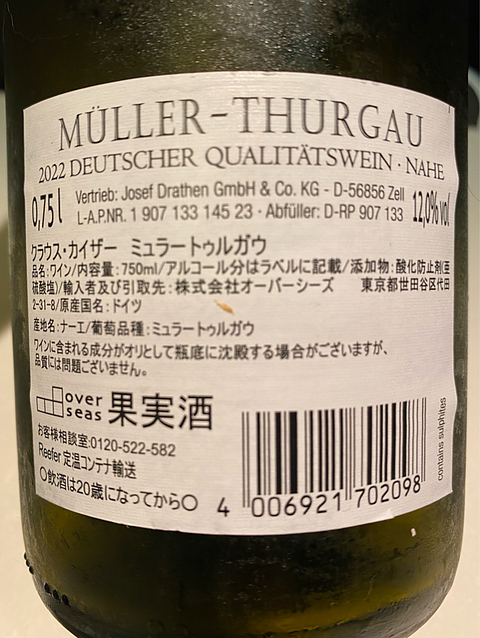 MÜLLER-THURGAU
2022 DEUTSCHER QUALITÄTSWEIN · NAHE
0,75 l
Vertrieb: Josef Drathen GmbH & Co. KG - D-56856 Zell
L-A.P.NR. 1 907 133 145 23 · Abfüller: D-RP 907 133
12,0% vol
クラウス・カイザー ミュラートゥルガウ
品名:ワイン/内容量:750ml/アルコール分はラベルに記載/添加物:酸化防止剤(亜
硫酸塩)/輸入者及び引取先:株式会社オーバーシーズ 東京都世田谷区代田
2-31-8/原産国名:ドイツ
産地名:ナーエ/葡萄品種:ミュラートゥルガウ
ワインに含まれる成分がオリとして瓶底に沈殿する場合がございますが、
品質には問題ございません。
over
seas
果実酒
お客様相談室:0120-522-582
Reefer 定温コンテナ輸送
〇飲酒は20歳になってから〇
4 006921 702098
contains sulphites